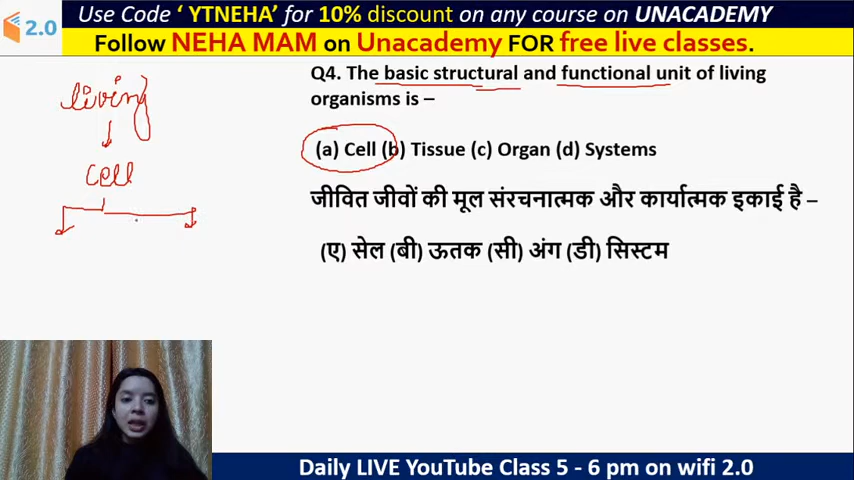 Use Code ‘ YTNEHA’ for 10% discount on any course on UNACADEMY
2.0
Follow NEHA MAM on Unacademy FOR free live classes.
living
cell
Q4. The basic structural and functional unit of living
organisms is –
(a) Cell (b) Tissue (c) Organ (d) Systems
जीवित जीवों की मूल संरचनात्मक और कार्यात्मक इकाई है –
(ए) सेल (बी) ऊतक (सी) अंग (डी) सिस्टम
Daily LIVE YouTube Class 5 - 6 pm on wifi 2.0